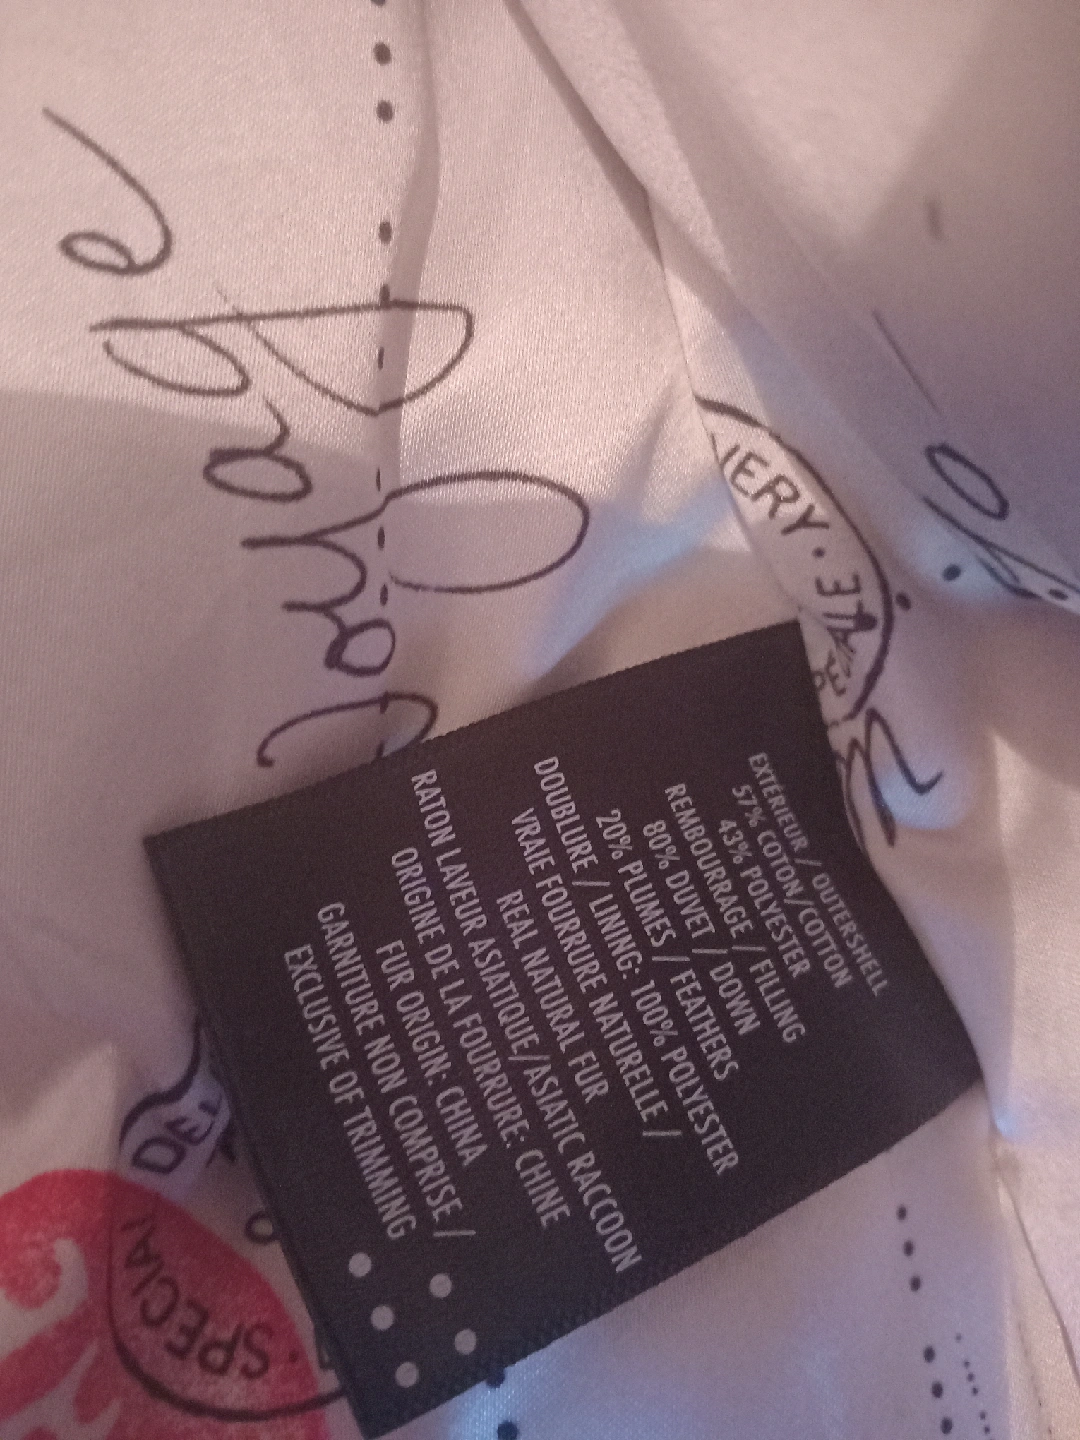 EXTÉRIEUR / OUTERSHELL
57% COTON/COTTON
43% POLYESTER
REMBOURRAGE / FILLING
80% DUVET / DOWN
20% PLUMES / FEATHERS
DOUBLURE / LINING: 100% POLYESTER
VRAIE FOURRURE NATURELLE /
REAL NATURAL FUR
RATON LAVEUR ASIATIQUE/ASIATIC RACCOON
ORIGINE DE LA FOURRURE: CHINE
FUR ORIGIN: CHINA
GARNITURE NON COMPRISE /
EXCLUSIVE OF TRIMMING
SPECIAL